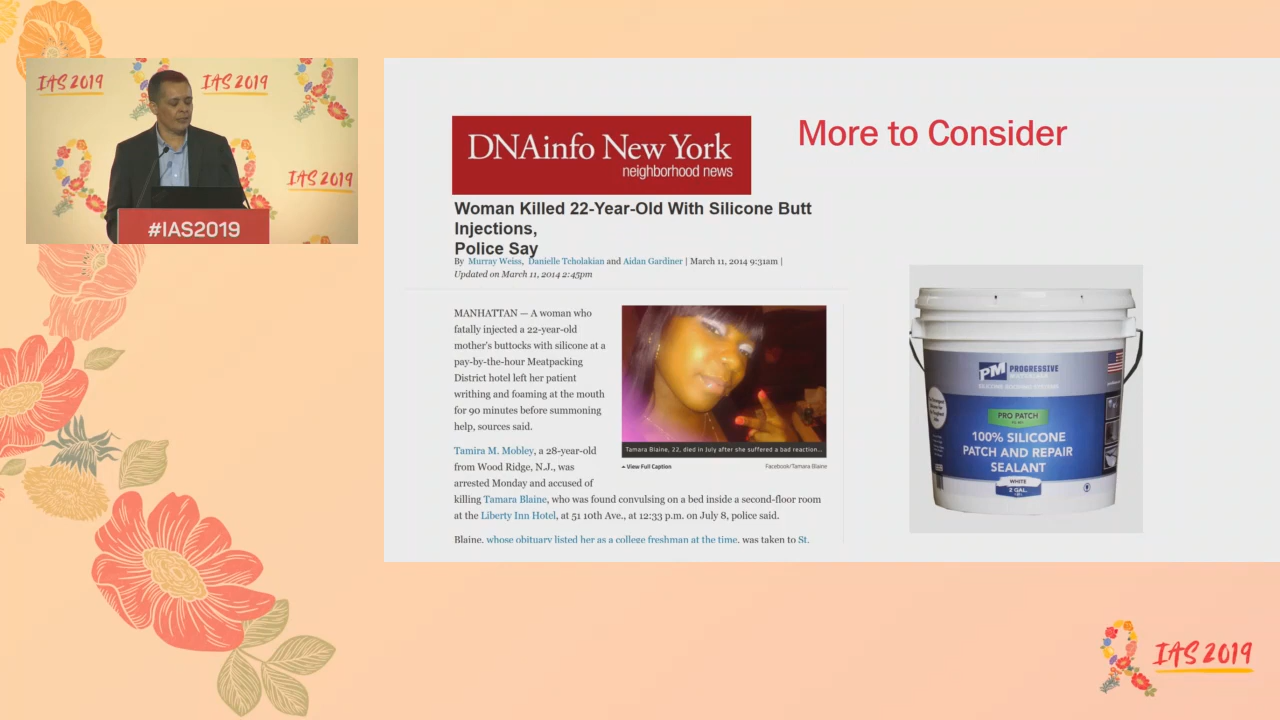 IAS 2019
IAS 2019
IAS 2019
#IAS2019
DNAinfo New York
neighborhood news
More to Consider
Woman Killed 22-Year-Old With Silicone Butt
Injections,
Police Say
By Murray Weiss, Danielle Tcholakian and Aidan Gardiner | March 11, 2014 9:31am |
Updated on March 11, 2014 2:45pm
MANHATTAN — A woman who
fatally injected a 22-year-old
mother's buttocks with silicone at a
pay-by-the-hour Meatpacking
District hotel left her patient
writhing and foaming at the mouth
for 90 minutes before summoning
help, sources said.
Tamira M. Mobley, a 28-year-old
from Wood Ridge, N.J., was
arrested Monday and accused of
killing Tamara Blaine, who was found convulsing on a bed inside a second-floor room
at the Liberty Inn Hotel, at 51 10th Ave., at 12:33 p.m. on July 8, police said.
Blaine, whose obituary listed her as a college freshman at the time, was taken to St.
Tamara Blaine, 22, died in July after she suffered a bad reaction...
View Full Caption
Facebook/Tamara Blaine
PM PROGRESSIVE
SILICONE ROOFING SYSTEMS
PRO PATCH
100% SILICONE
PATCH AND REPAIR
SEALANT
WHITE
2 GAL.
IAS 2019